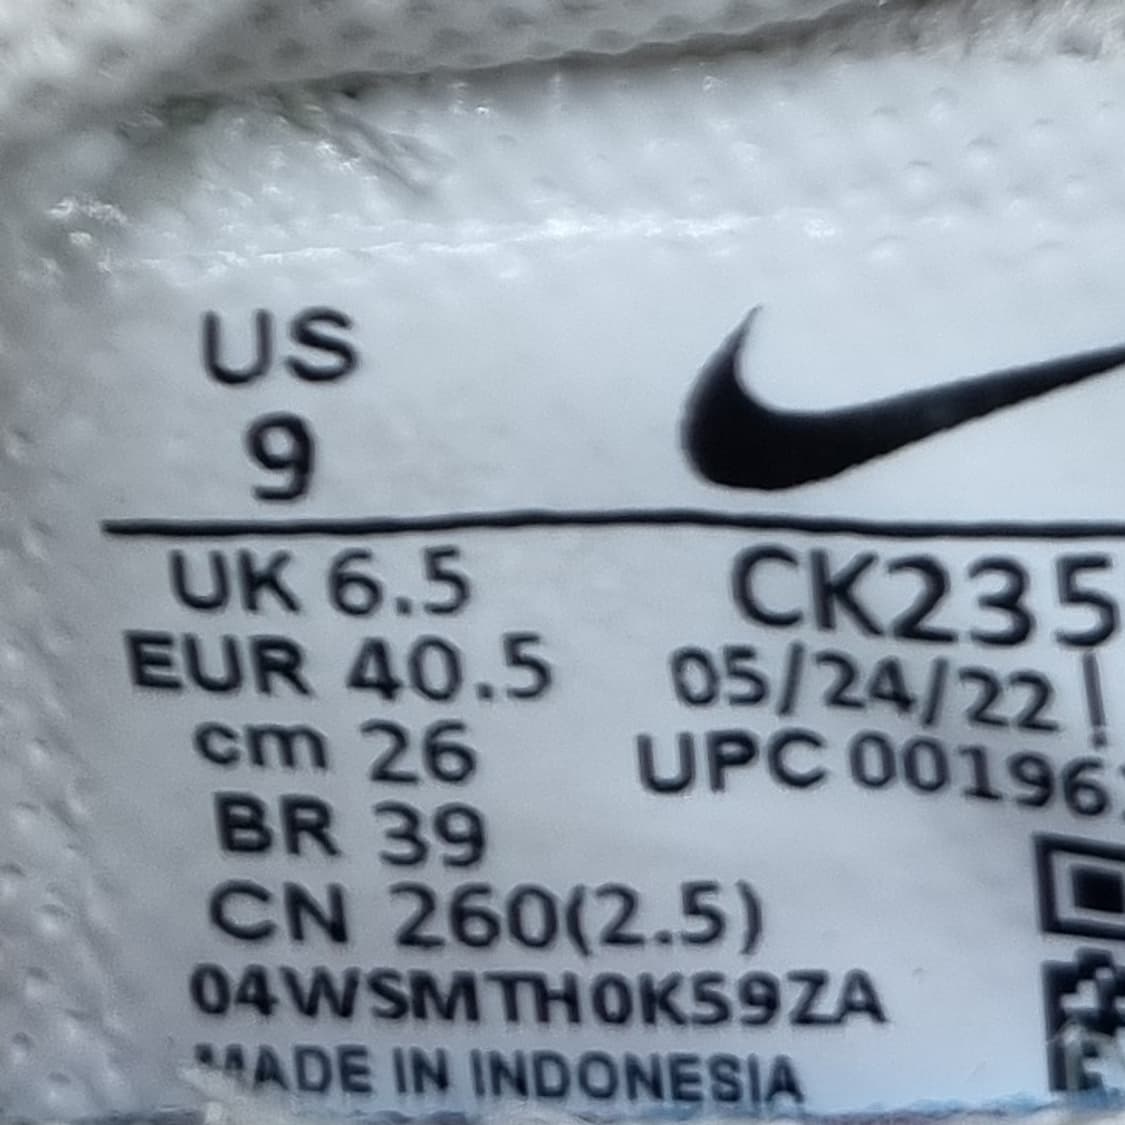 US
9
UK 6.5
EUR 40.5
cm 26
BR 39
CN 260(2.5)
04WSMTH0K59ZA
MADE IN INDONESIA
CK235
05/24/22
UPC 00196